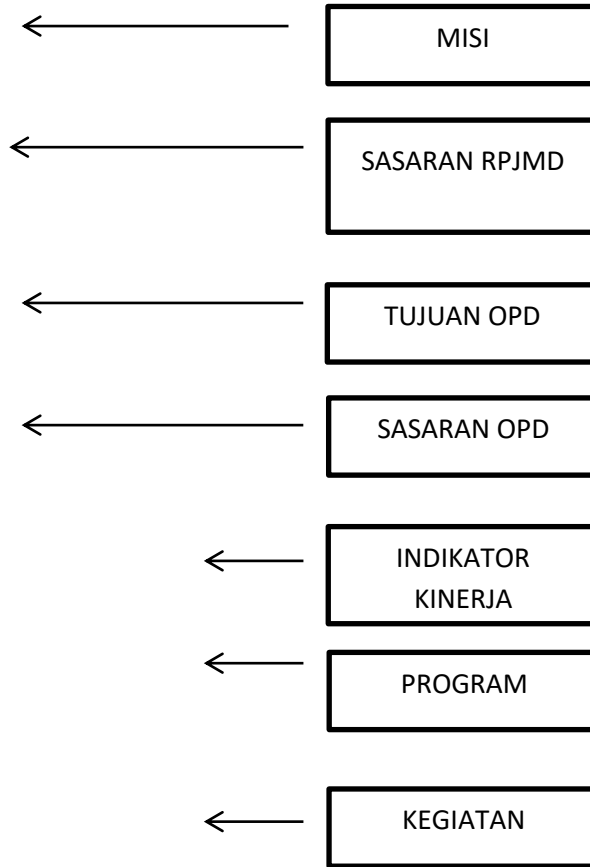 MISI
SASARAN RPJMD
TUJUAN OPD
SASARAN OPD
INDIKATOR
KINERJA
PROGRAM
KEGIATAN